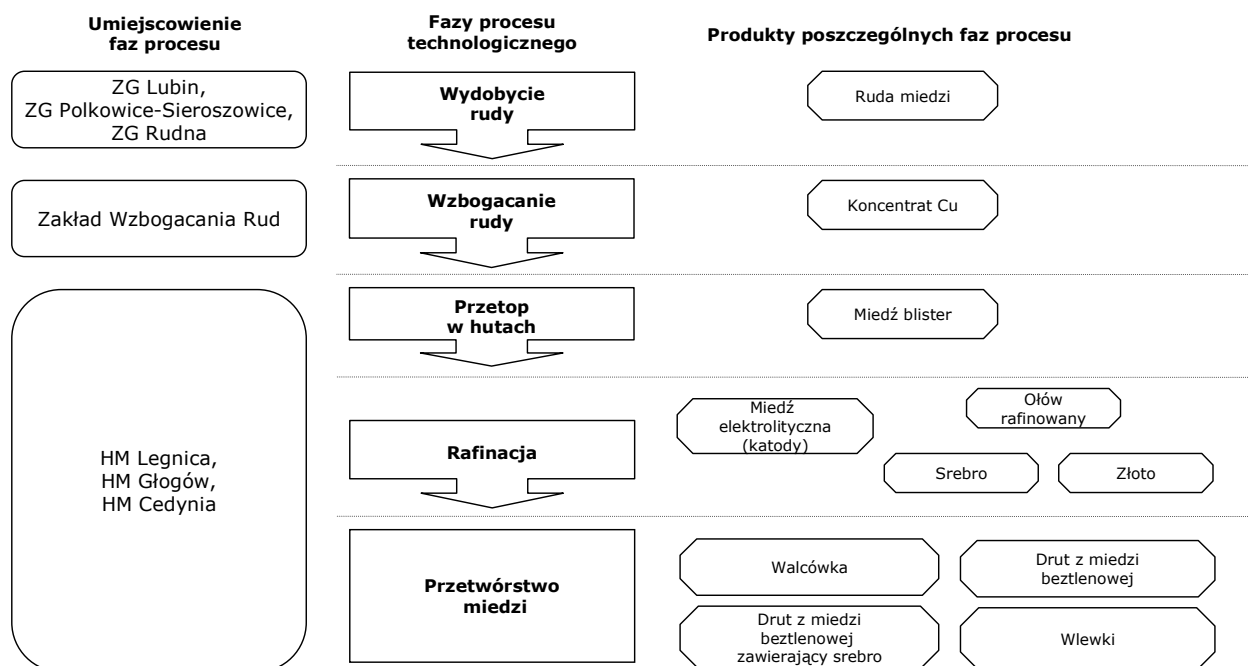 Umiejscowienie
faz procesu
Fazy procesu
technologicznego
Produkty poszczególnych faz procesu
ZG Lubin,
ZG Polkowice-Sieroszowice,
ZG Rudna
Wydobycie
rudy
Ruda miedzi
Zakład Wzbogacania Rud
Wzbogacanie
rudy
Koncentrat Cu
HM Legnica,
HM Głogów,
HM Cedynia
Przetop
w hutach
Miedź blister
Rafinacja
Miedź
elektrolityczna
(katody)
Ołów
rafinowany
Srebro
Złoto
Przetwórstwo
miedzi
Walcówka
Drut z miedzi
beztlenowej
Drut z miedzi
beztlenowej
zawierający srebro
Wlewki